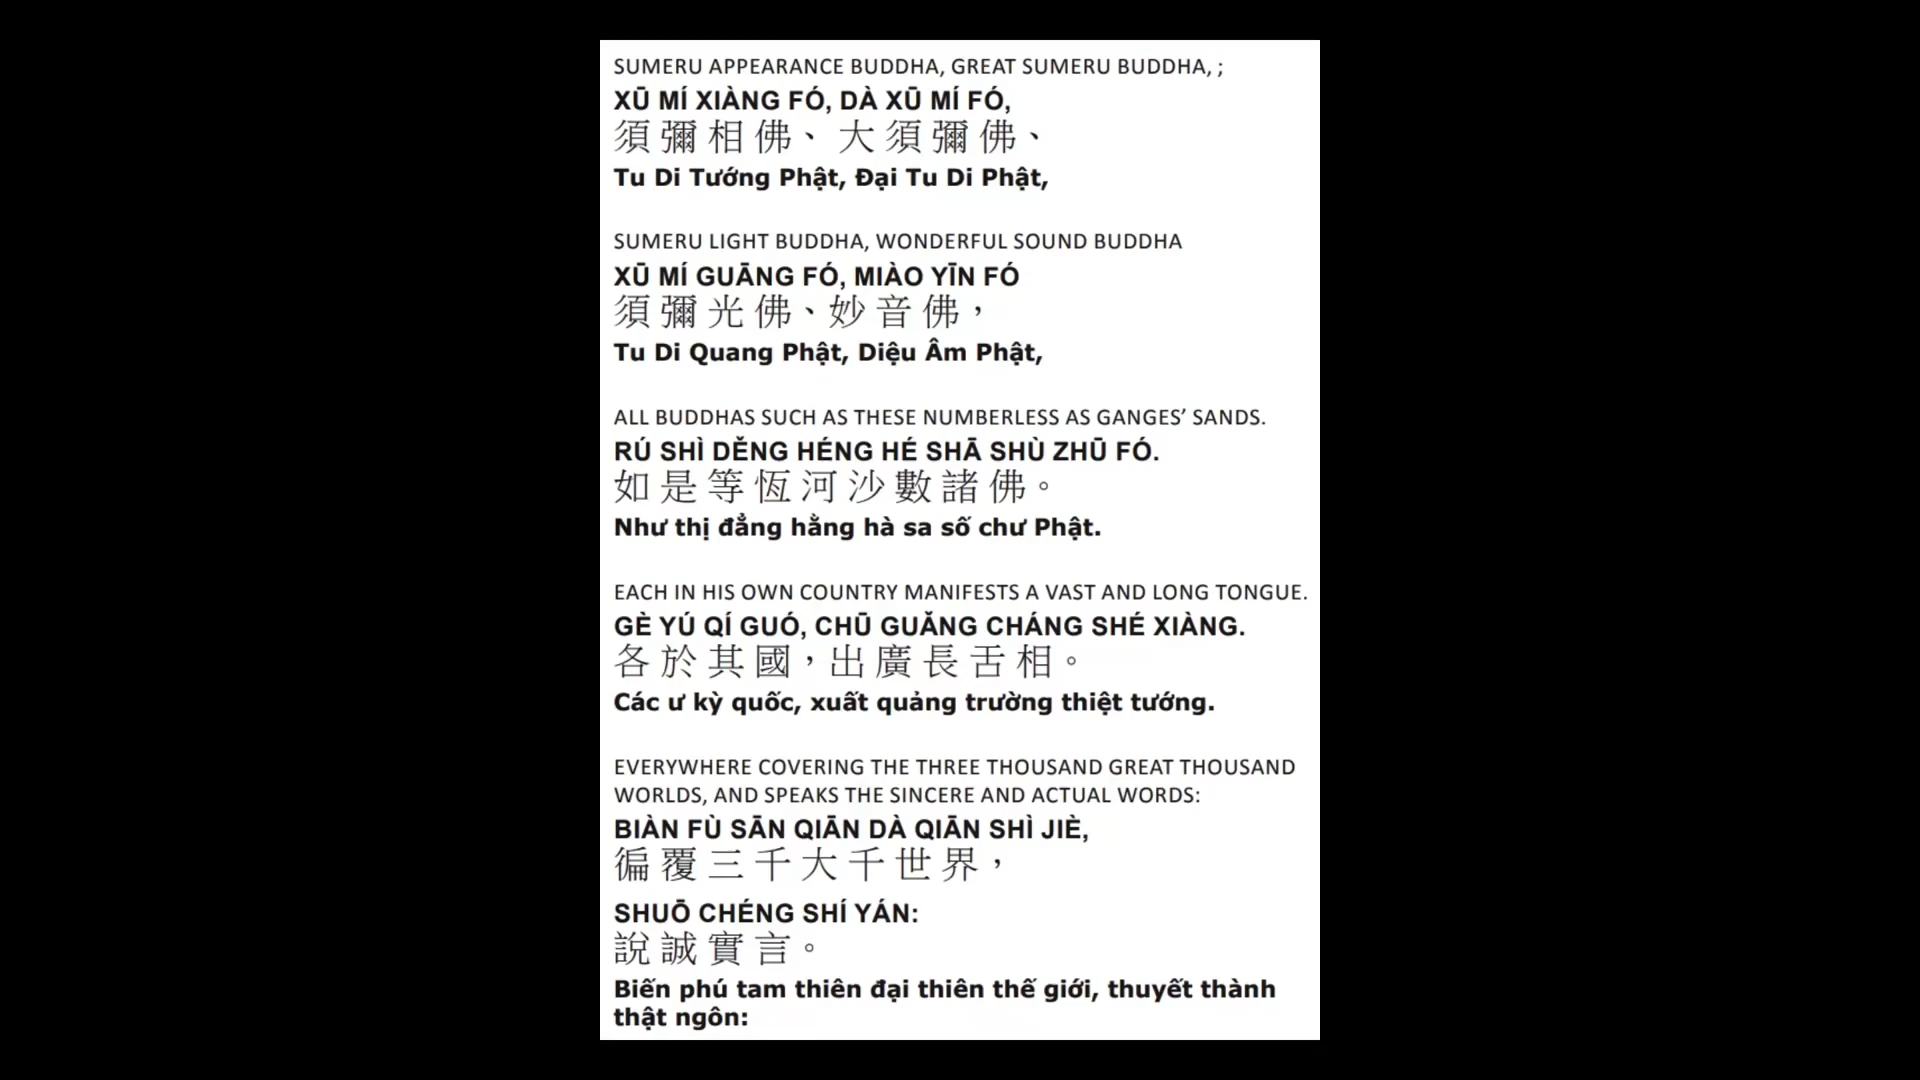 SUMERU APPEARANCE BUDDHA, GREAT SUMERU BUDDHA, ;
XŪ MÍ XIÀNG FÓ, DÀ XŪ MÍ FÓ,
須彌相佛、大須彌佛、
Tu Di Tướng Phật, Đại Tu Di Phật,
SUMERU LIGHT BUDDHA, WONDERFUL SOUND BUDDHA
XŪ MÍ GUĀNG FÓ, MIÀO YĪN FÓ
須彌光佛、妙音佛，
Tu Di Quang Phật, Diệu Âm Phật,
ALL BUDDHAS SUCH AS THESE NUMBERLESS AS GANGES’ SANDS.
RÚ SHÌ DĚNG HÉNG HÉ SHĀ SHÙ ZHŪ FÓ.
如是等恆河沙數諸佛。
Như thị đẳng hằng hà sa số chư Phật.
EACH IN HIS OWN COUNTRY MANIFESTS A VAST AND LONG TONGUE.
GÈ YÚ QÍ GUÓ, CHŪ GUǍNG CHÁNG SHÉ XIÀNG.
各於其國，出廣長舌相。
Các ư kỳ quốc, xuất quảng trường thiệt tướng.
EVERYWHERE COVERING THE THREE THOUSAND GREAT THOUSAND
WORLDS, AND SPEAKS THE SINCERE AND ACTUAL WORDS:
BIÀN FÙ SĀN QIĀN DÀ QIĀN SHÌ JIÈ,
徧覆三千大千世界，
SHUŌ CHÉNG SHÍ YÁN:
說誠實言。
Biến phú tam thiên đại thiên thế giới, thuyết thành
thật ngôn: